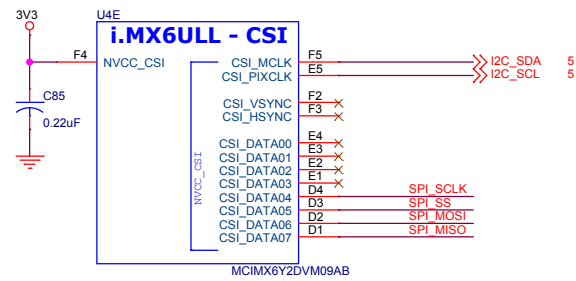 3V3
U4E
i.MX6ULL - CSI
F4
NVCC_CSI
CSI_MCLK
F5
I2C_SDA
5
CSI_PIXCLK
E5
I2C_SCL
5
C85
0.22uF
CSI_VSYNC
F2
CSI_HSYNC
F3
NVCC_CSI
CSI_DATA00
E4
CSI_DATA01
E3
CSI_DATA02
E2
CSI_DATA03
E1
CSI_DATA04
D4
SPI_SCLK
CSI_DATA05
D3
SPI_SS
CSI_DATA06
D2
SPI_MOSI
CSI_DATA07
D1
SPI_MISO
MCIMX6Y2DVM09AB